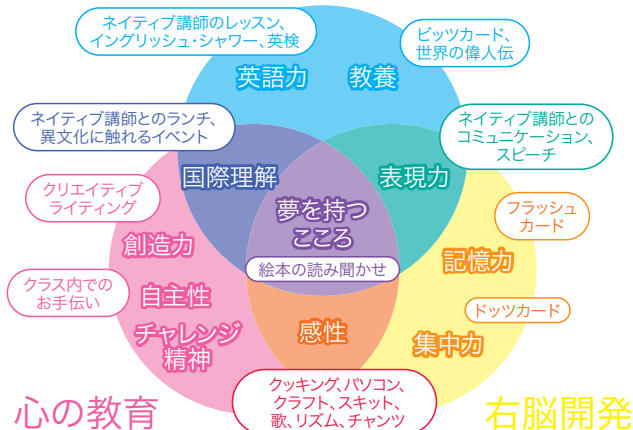 ネイティブ講師のレッスン、
イングリッシュ・シャワー、英検
ビッツカード、
世界の偉人伝
英語力
教養
ネイティブ講師とのランチ、
異文化に触れるイベント
ネイティブ講師との
コミュニケーション、
スピーチ
国際理解
表現力
クリエイティブ
ライティング
夢を持つ
こころ
フラッシュ
カード
創造力
絵本の読み聞かせ
記憶力
クラス内での
お手伝い
自主性
ドッツカード
チャレンジ
精神
感性
集中力
クッキング、パソコン、
クラフト、スキット、
歌、リズム、チャンツ
心の教育
右脳開発